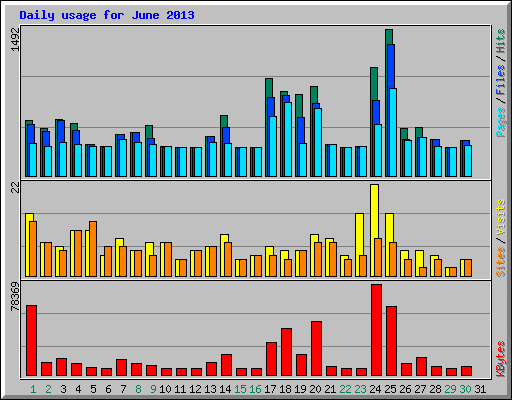 Daily usage for June 2013
1492
Pages / Files / Hits
22
Sites / Visits
78369
KBytes
1 2 3 4 5 6 7 8 9 10 11 12 13 14 15 16 17 18 19 20 21 22 23 24 25 26 27 28 29 30 31